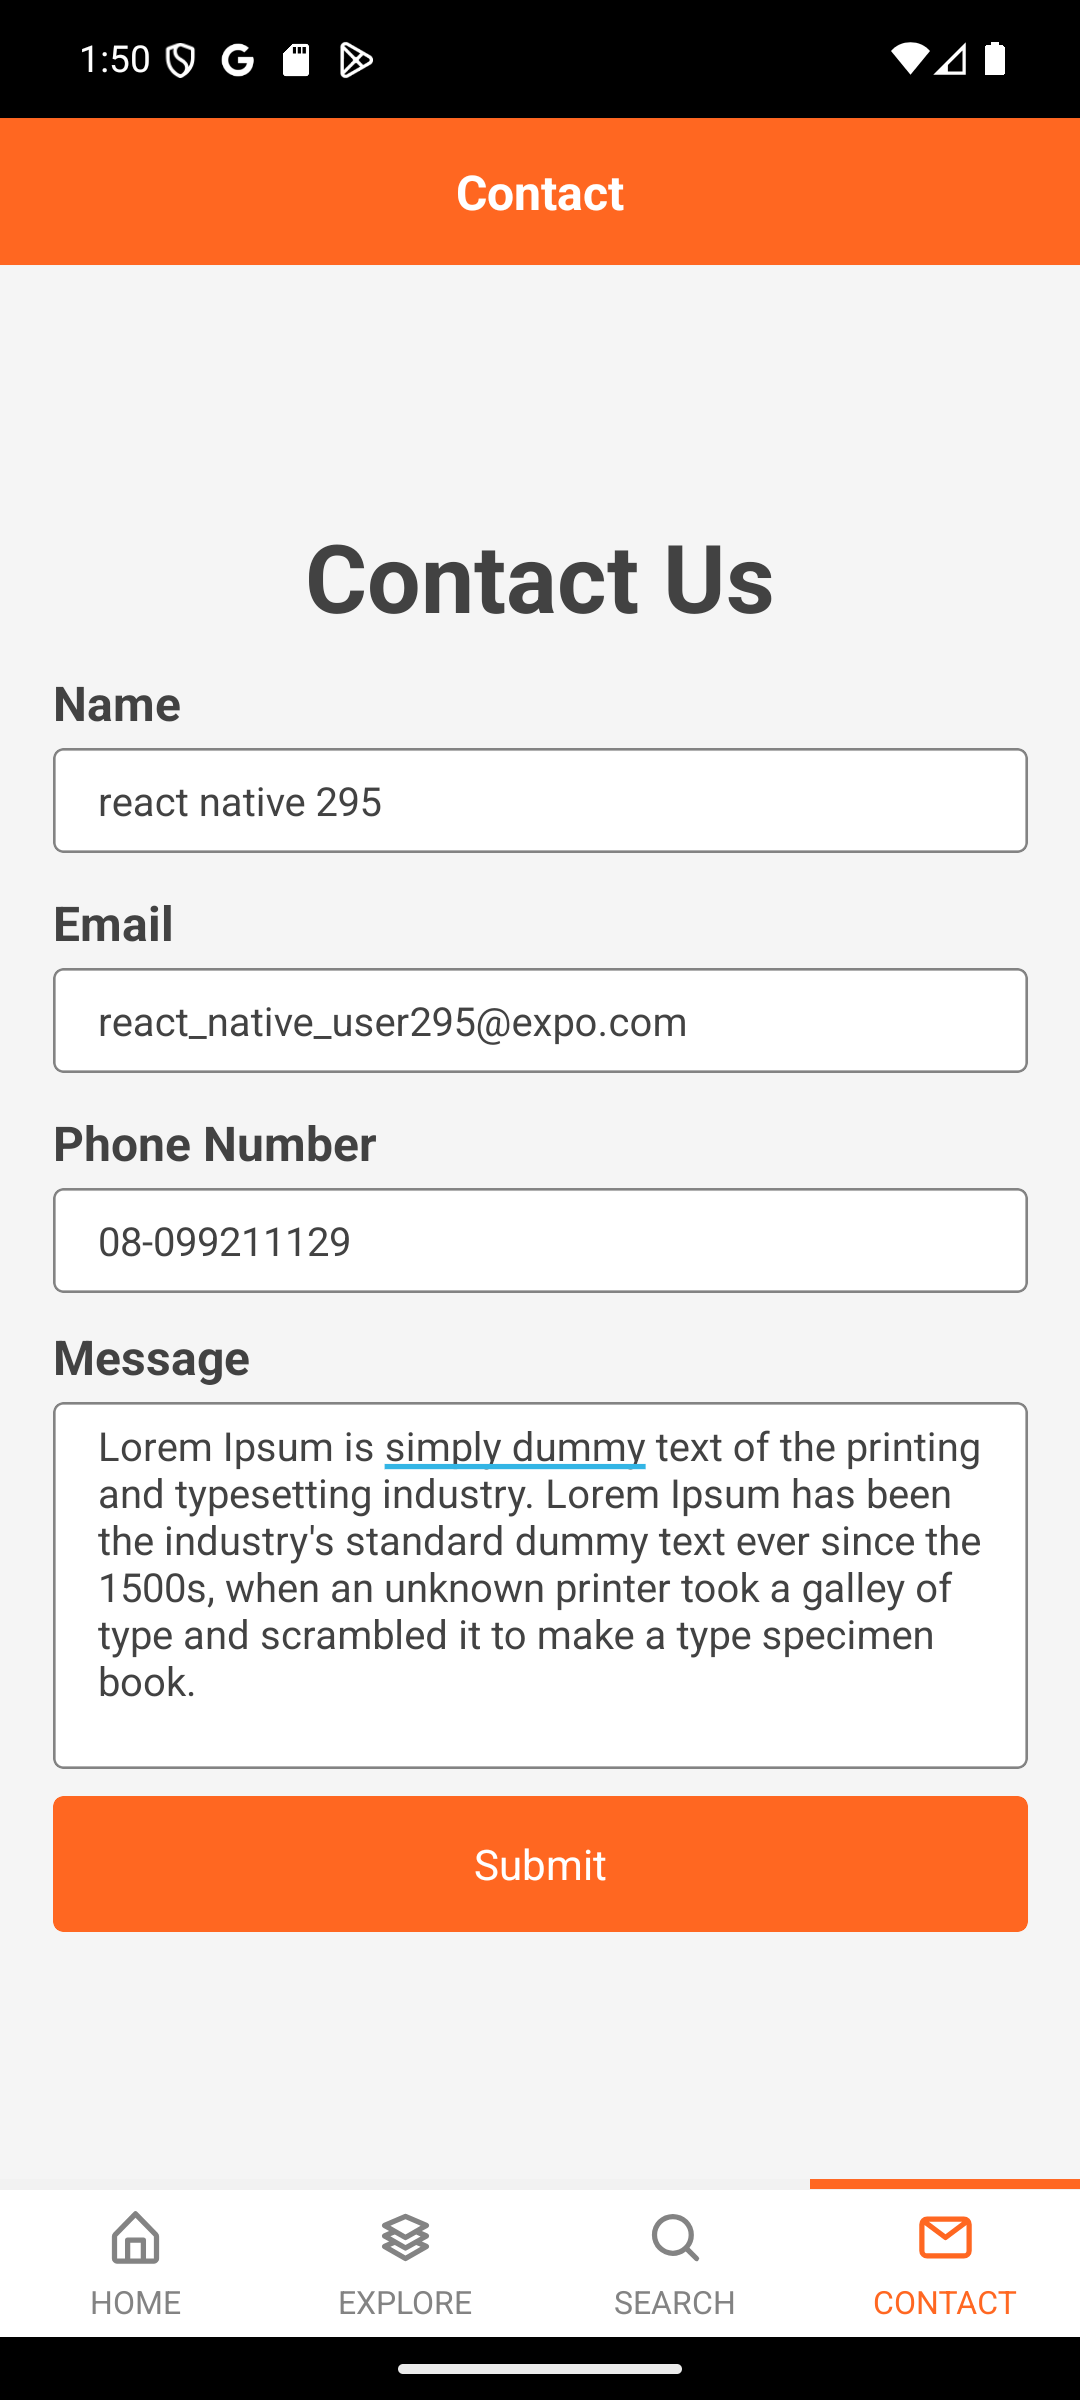 1:50
Contact
Contact Us
Name
react native 295
Email
react_native_user295@expo.com
Phone Number
08-099211129
Message
Lorem Ipsum is simply dummy text of the printing
and typesetting industry. Lorem Ipsum has been
the industry's standard dummy text ever since the
1500s, when an unknown printer took a galley of
type and scrambled it to make a type specimen
book.
Submit
HOME EXPLORE SEARCH CONTACT